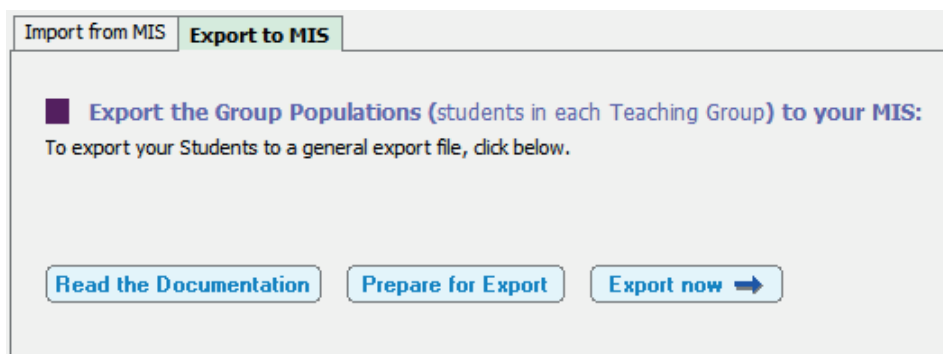 Import from MIS Export to MIS
Export the Group Populations (students in each Teaching Group) to your MIS:
To export your Students to a general export file, click below.
Read the Documentation Prepare for Export Export now